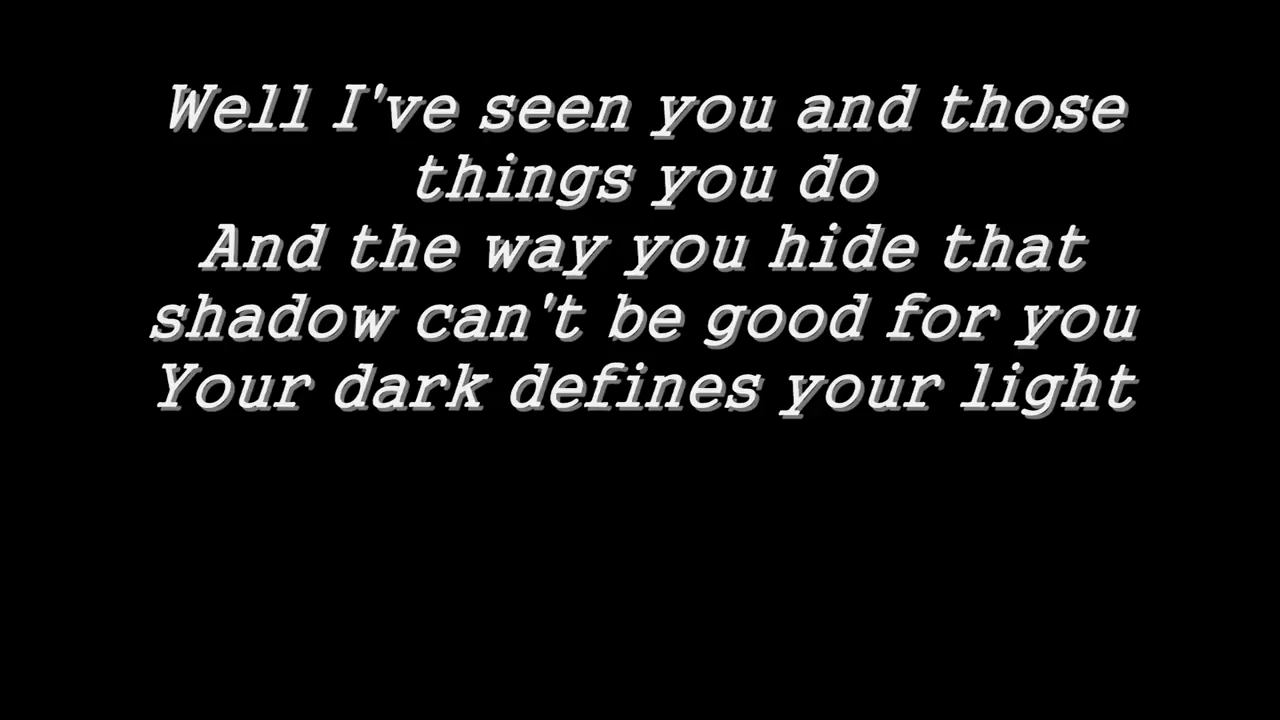 Well I've seen you and those
things you do
And the way you hide that
shadow can't be good for you
Your dark defines your light